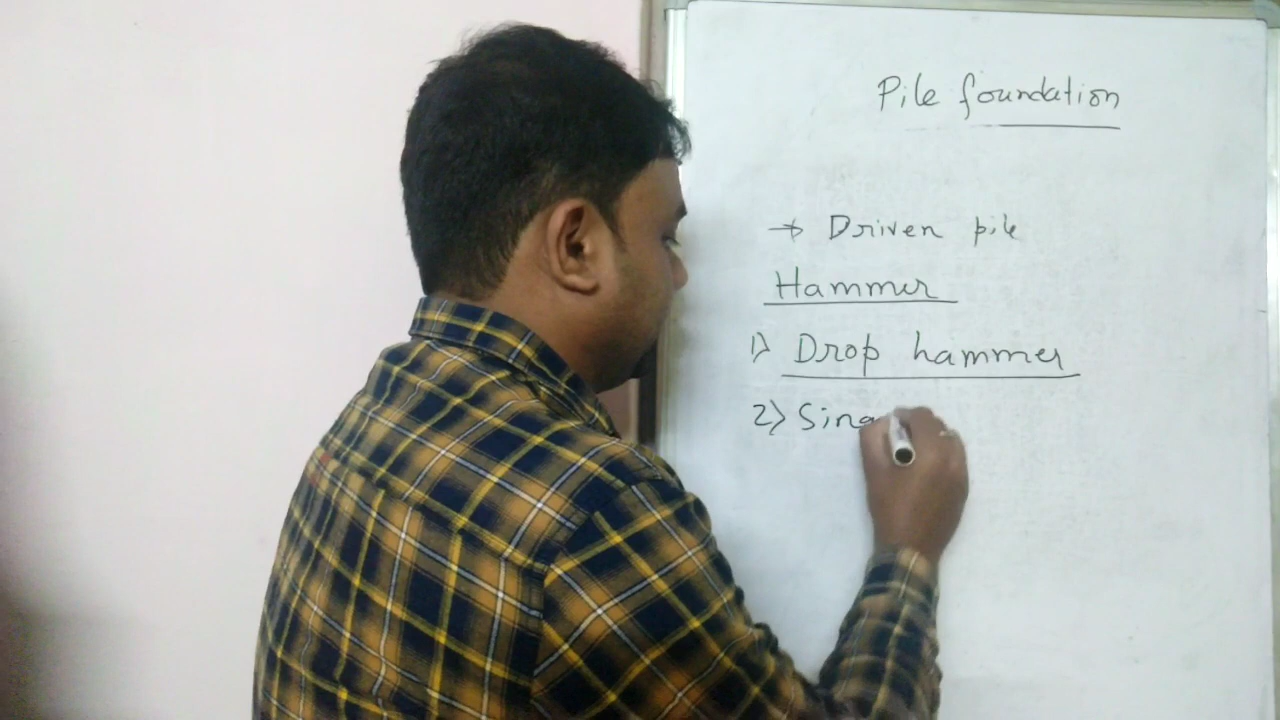 Pile foundation
→ Driven pile
Hammer
1) Drop hammer
2) Sing